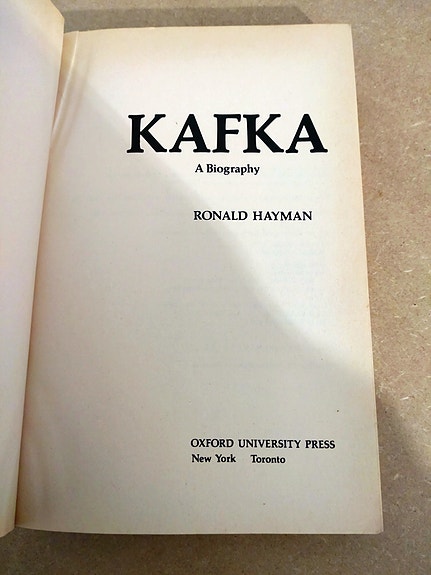 KAFKA
A Biography
RONALD HAYMAN
OXFORD UNIVERSITY PRESS
New York Toronto